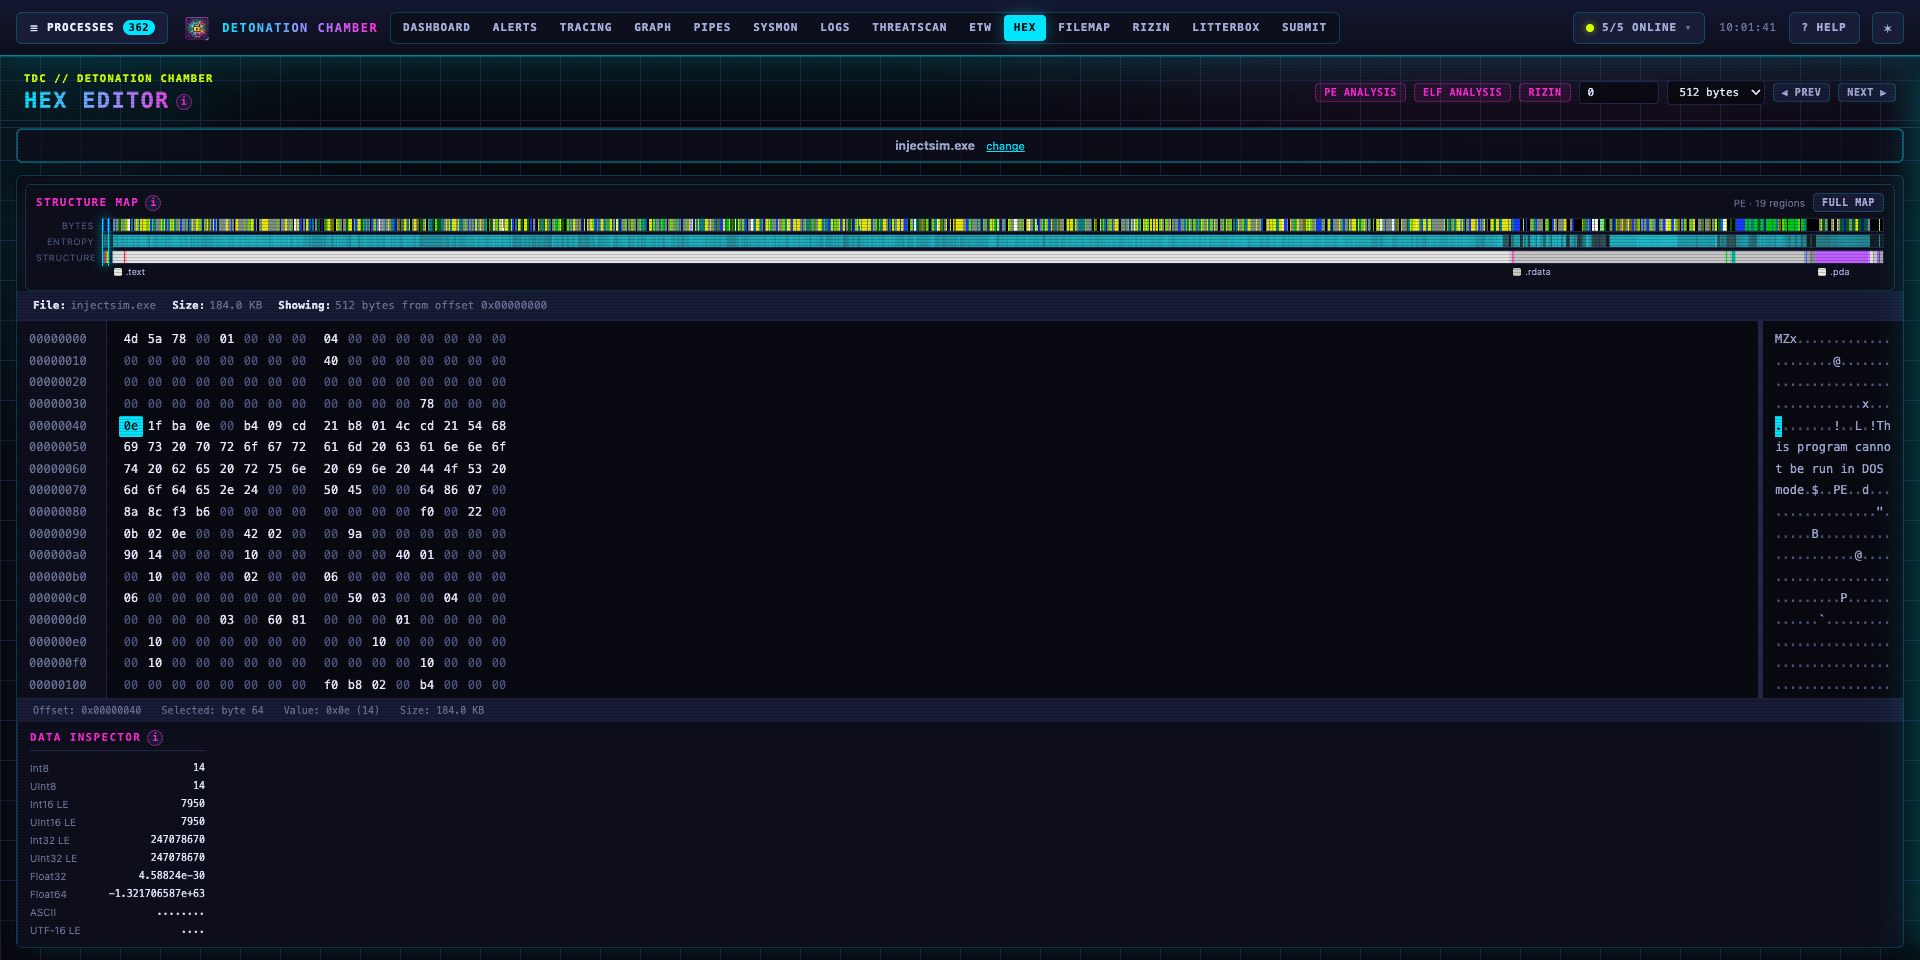 ≡ PROCESSES 362 DETONATION CHAMBER DASHBOARD ALERTS TRACING GRAPH PIPES SYSMON LOGS THREATSCAN ETW HEX FILEMAP RIZIN LITTERBOX SUBMIT 5/5 ONLINE ▾ 10:01:41 ? HELP ✶
TDC // DETONATION CHAMBER
HEX EDITOR i PE ANALYSIS ELF ANALYSIS RIZIN 0 512 bytes ◀ PREV NEXT ▶
injectsim.exe change
STRUCTURE MAP i PE · 19 regions FULL MAP
BYTES
ENTROPY
STRUCTURE
.text .rdata .pda
File: injectsim.exe Size: 184.0 KB Showing: 512 bytes from offset 0x00000000
00000000 4d 5a 78 00 01 00 00 00 04 00 00 00 00 00 00 00 MZx.............
00000010 00 00 00 00 00 00 00 00 40 00 00 00 00 00 00 00 ........@.......
00000020 00 00 00 00 00 00 00 00 00 00 00 00 00 00 00 00 ................
00000030 00 00 00 00 00 00 00 00 00 00 00 00 78 00 00 00 ............x...
00000040 0e 1f ba 0e 00 b4 09 cd 21 b8 01 4c cd 21 54 68 ........!..L.!Th
00000050 69 73 20 70 72 6f 67 72 61 6d 20 63 61 6e 6e 6f is program canno
00000060 74 20 62 65 20 72 75 6e 20 69 6e 20 44 4f 53 20 t be run in DOS
00000070 6d 6f 64 65 2e 24 00 00 50 45 00 00 64 86 07 00 mode.$..PE..d...
00000080 8a 8c f3 b6 00 00 00 00 00 00 00 00 f0 00 22 00 ..............".
00000090 0b 02 0e 00 00 42 02 00 00 9a 00 00 00 00 00 00 .....B..........
000000a0 90 14 00 00 00 10 00 00 00 00 00 40 01 00 00 00 ...........@....
000000b0 00 10 00 00 00 02 00 00 06 00 00 00 00 00 00 00 ................
000000c0 06 00 00 00 00 00 00 00 00 50 03 00 00 04 00 00 .........P......
000000d0 00 00 00 00 03 00 60 81 00 00 00 01 00 00 00 00 ......`.........
000000e0 00 10 00 00 00 00 00 00 00 00 10 00 00 00 00 00 ................
000000f0 00 10 00 00 00 00 00 00 00 00 00 00 10 00 00 00 ................
00000100 00 00 00 00 00 00 00 00 f0 b8 02 00 b4 00 00 00 ................
Offset: 0x00000040 Selected: byte 64 Value: 0x0e (14) Size: 184.0 KB
DATA INSPECTOR i
Int8 14
UInt8 14
Int16 LE 7950
UInt16 LE 7950
Int32 LE 247078670
UInt32 LE 247078670
Float32 4.58824e-30
Float64 -1.321706587e+63
ASCII ........
UTF-16 LE ....